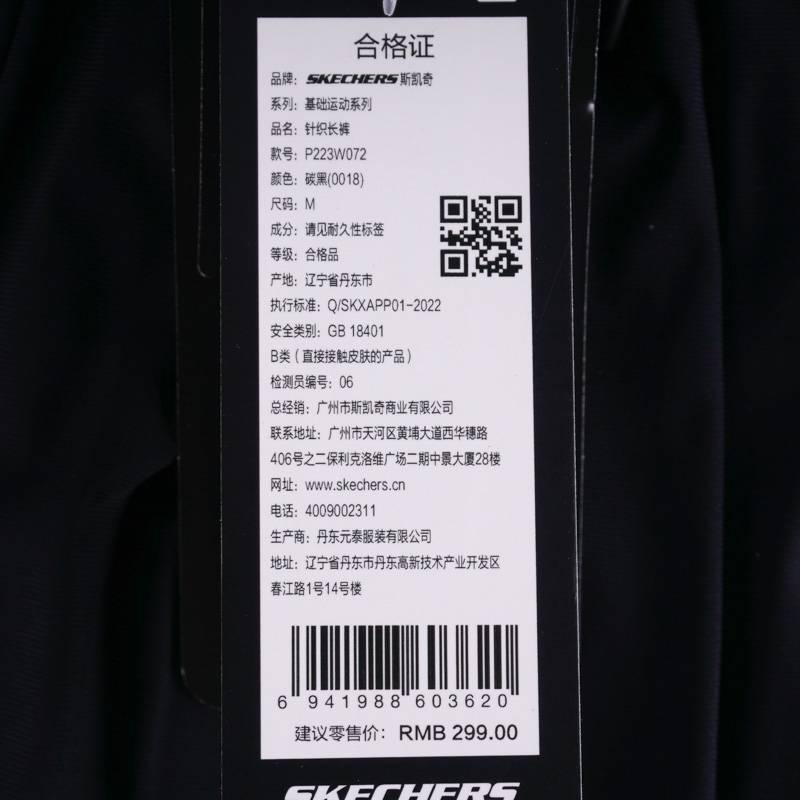 合格证
品牌：SKECHERS 斯凯奇
系列：基础运动系列
品名：针织长裤
款号：P223W072
颜色：碳黑(0018)
尺码：M
成分：请见耐久性标签
等级：合格品
产地：辽宁省丹东市
执行标准：Q/SKXAPP01-2022
安全类别：GB 18401
B类（直接接触皮肤的产品）
检测员编号：06
总经销：广州市斯凯奇商业有限公司
联系地址：广州市天河区黄埔大道西华穗路
406号之二保利克洛维广场二期中景大厦28楼
网址：www.skechers.cn
电话：4009002311
生产商：丹东元泰服装有限公司
地址：辽宁省丹东市丹东高新技术产业开发区
春江路1号14号楼
6 941988 603620
建议零售价：RMB 299.00
SKECHERS